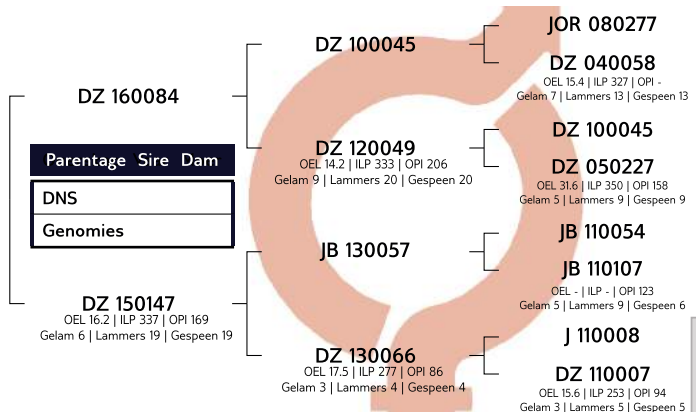 JOR 080277
DZ 100045
DZ 040058
OEL 15.4 | ILP 327 | OPI -
Gelam 7 | Lammers 13 | Gespeen 13
DZ 160084
DZ 120049
OEL 14.2 | ILP 333 | OPI 206
Gelam 9 | Lammers 20 | Gespeen 20
DZ 100045
DZ 050227
OEL 31.6 | ILP 350 | OPI 158
Gelam 5 | Lammers 9 | Gespeen 9
Parentage Sire Dam
DNS
Genomies
JB 130057
JB 110054
JB 110107
OEL - | ILP - | OPI 123
Gelam 5 | Lammers 9 | Gespeen 6
DZ 150147
OEL 16.2 | ILP 337 | OPI 169
Gelam 6 | Lammers 19 | Gespeen 19
DZ 130066
OEL 17.5 | ILP 277 | OPI 86
Gelam 3 | Lammers 4 | Gespeen 4
J 110008
DZ 110007
OEL 15.6 | ILP 253 | OPI 94
Gelam 3 | Lammers 5 | Gespeen 5